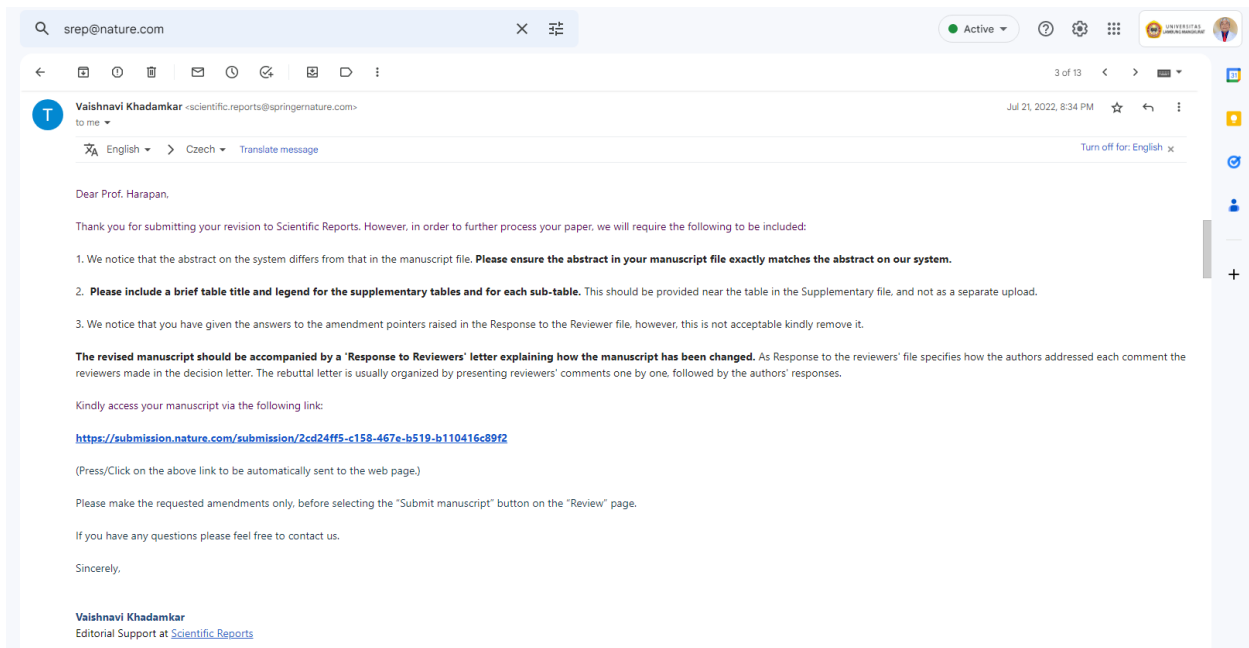 srep@nature.com
Active
UNIVERSITAS
LAMBUNG MANGKURAT
3 of 13
31
T
Vaishnavi Khadamkar <scientific.reports@springernature.com>
Jul 21, 2022, 8:34 PM
to me
English
Czech
Translate message
Turn off for: English x
Dear Prof. Harapan,
Thank you for submitting your revision to Scientific Reports. However, in order to further process your paper, we will require the following to be included:
1. We notice that the abstract on the system differs from that in the manuscript file. Please ensure the abstract in your manuscript file exactly matches the abstract on our system.
2. Please include a brief table title and legend for the supplementary tables and for each sub-table. This should be provided near the table in the Supplementary file, and not as a separate upload.
3. We notice that you have given the answers to the amendment pointers raised in the Response to the Reviewer file, however, this is not acceptable kindly remove it.
The revised manuscript should be accompanied by a 'Response to Reviewers' letter explaining how the manuscript has been changed. As Response to the reviewers' file specifies how the authors addressed each comment the
reviewers made in the decision letter. The rebuttal letter is usually organized by presenting reviewers' comments one by one, followed by the authors' responses.
Kindly access your manuscript via the following link:
https://submission.nature.com/submission/2cd24ff5-c158-467e-b519-b110416c89f2
(Press/Click on the above link to be automatically sent to the web page.)
Please make the requested amendments only, before selecting the "Submit manuscript" button on the "Review" page.
If you have any questions please feel free to contact us.
Sincerely,
Vaishnavi Khadamkar
Editorial Support at Scientific Reports